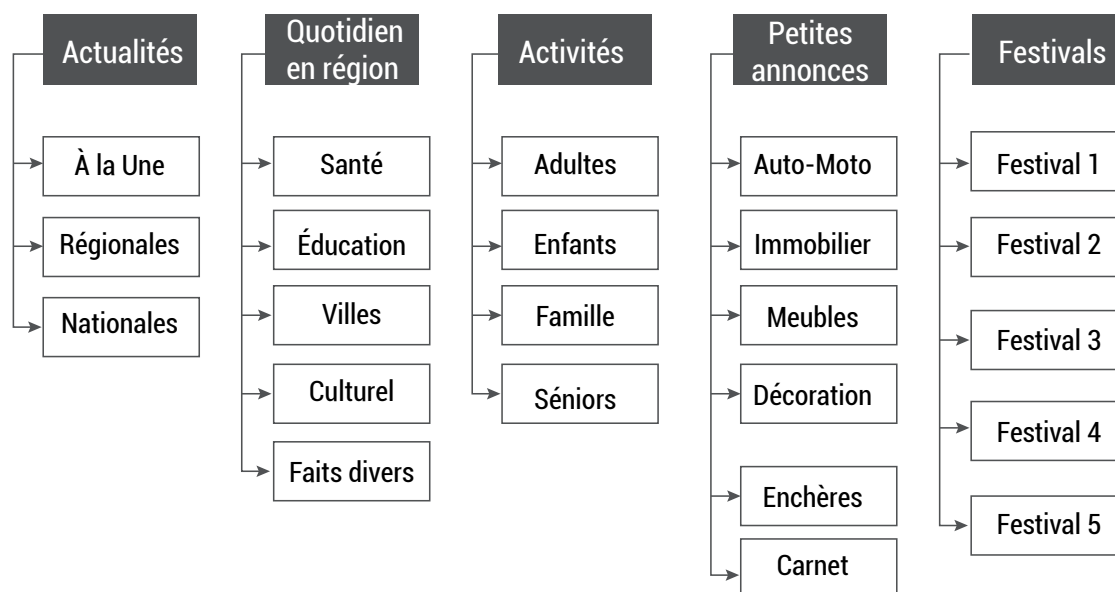 Actualités
À la Une
Régionales
Nationales
Quotidien
en région
Santé
Éducation
Villes
Culturel
Faits divers
Activités
Adultes
Enfants
Famille
Séniors
Petites
annonces
Auto-Moto
Immobilier
Meubles
Décoration
Enchères
Carnet
Festivals
Festival 1
Festival 2
Festival 3
Festival 4
Festival 5